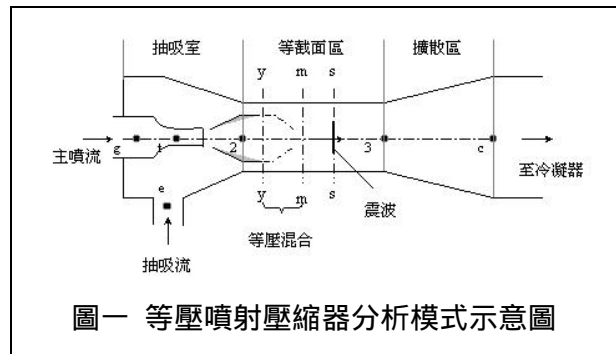 抽吸室 等截面區 擴散區
y m s
主噴流 g t 2 3 c 至冷凝器
e
y m s
震波
等壓混合
抽吸流
圖一 等壓噴射壓縮器分析模式示意圖